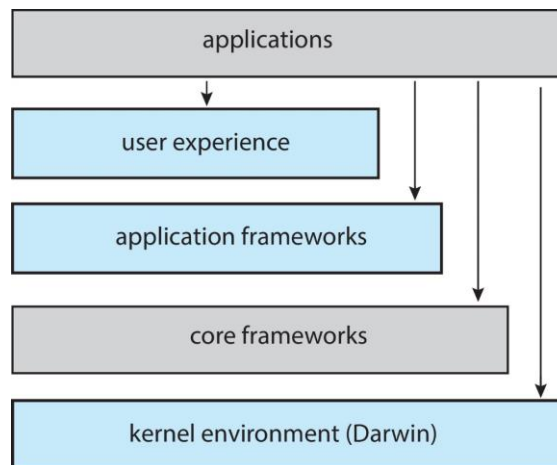 applications
user experience
application frameworks
core frameworks
kernel environment (Darwin)